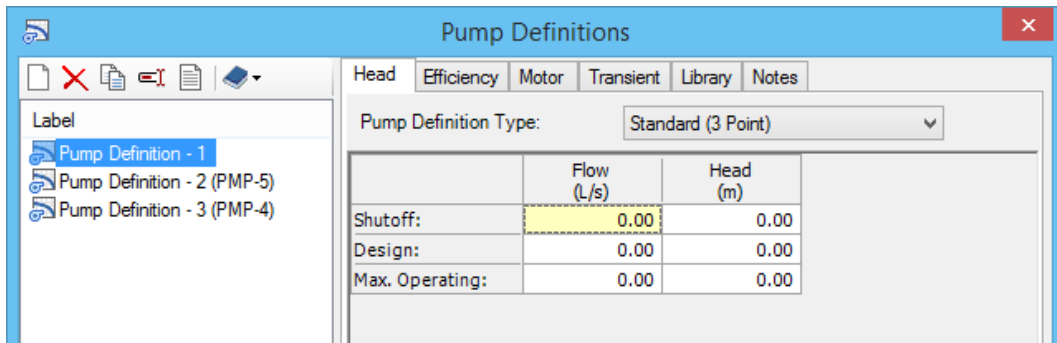 Pump Definitions
Label
Pump Definition - 1
Pump Definition - 2 (PMP-5)
Pump Definition - 3 (PMP-4)
Head Efficiency Motor Transient Library Notes
Pump Definition Type: Standard (3 Point)
Flow (L/s) Head (m)
Shutoff: 0.00 0.00
Design: 0.00 0.00
Max. Operating: 0.00 0.00